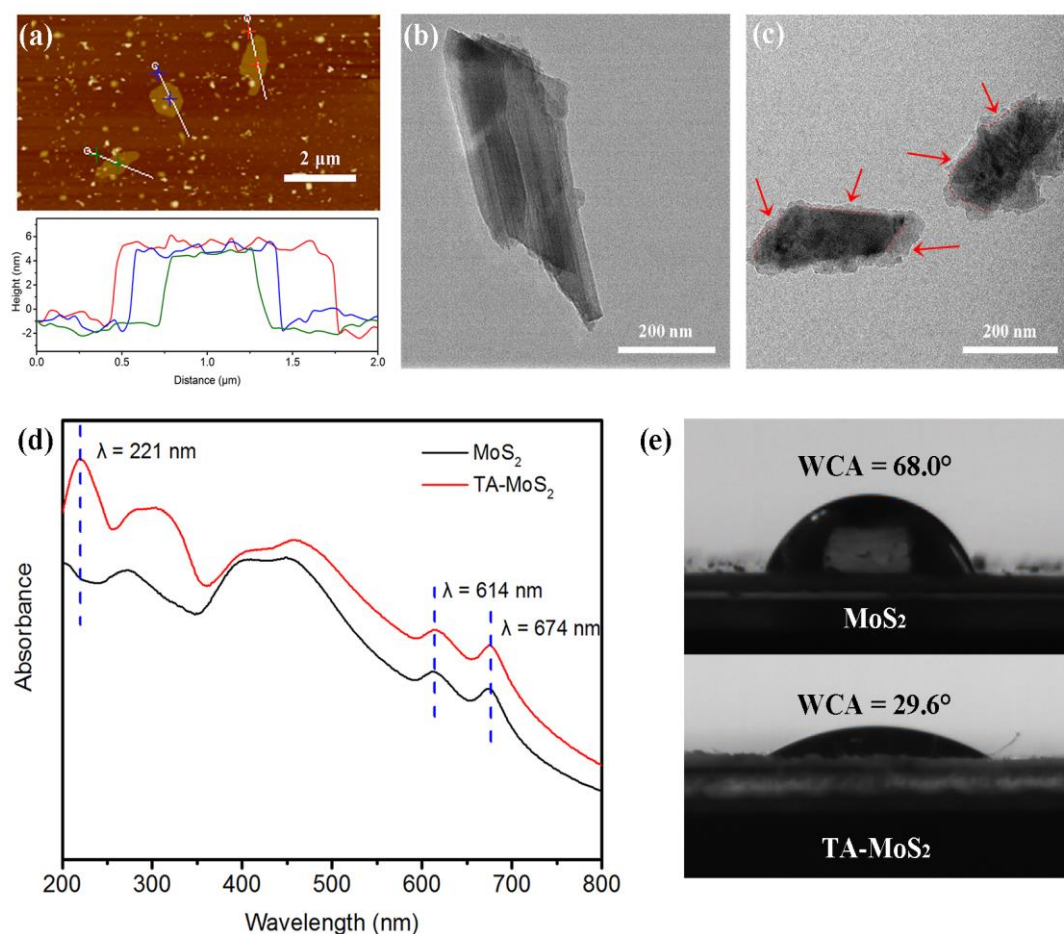 (a)
2 μm
Height (nm)
6
4
2
0
-2
0.0 0.5 1.0 1.5 2.0
Distance (μm)
(b)
200 nm
(c)
200 nm
(d)
λ = 221 nm
MoS₂
TA-MoS₂
λ = 614 nm
λ = 674 nm
Absorbance
200 300 400 500 600 700 800
Wavelength (nm)
(e)
WCA = 68.0°
MoS₂
WCA = 29.6°
TA-MoS₂